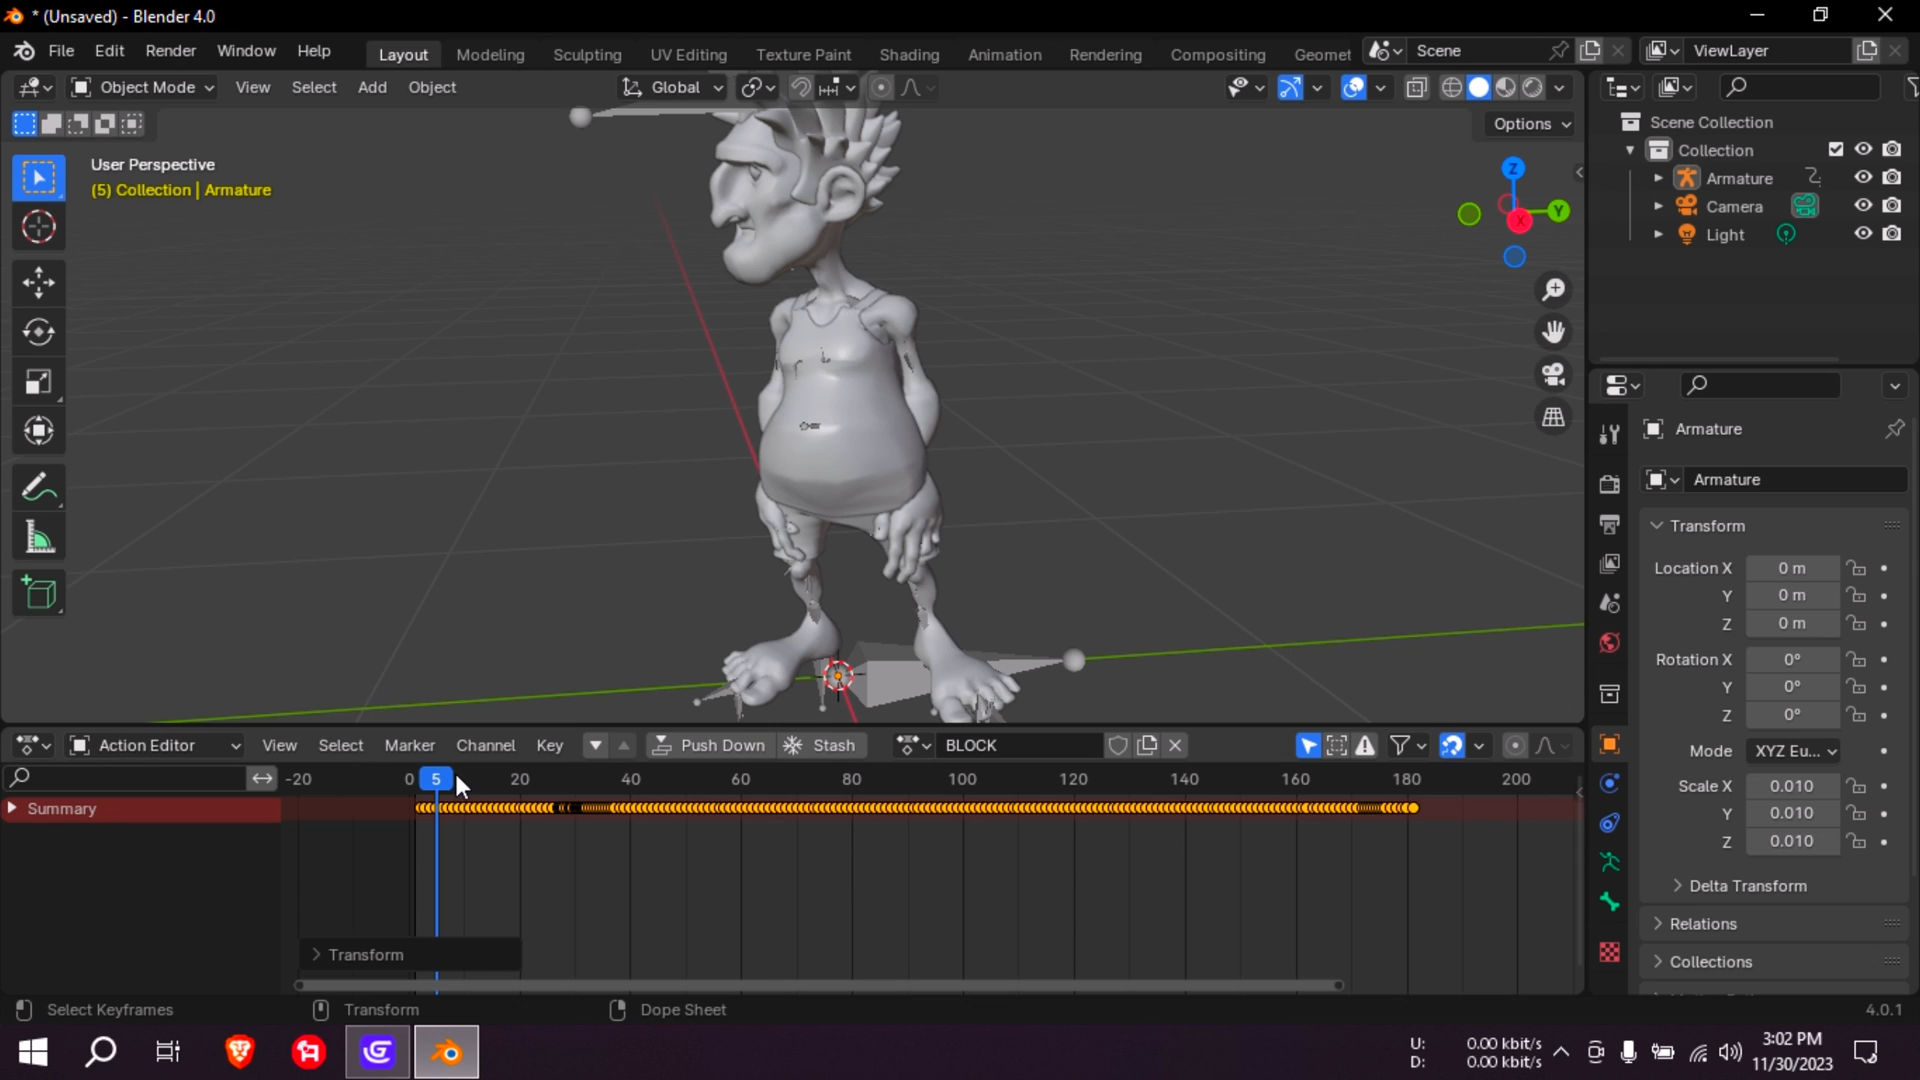 * (Unsaved) - Blender 4.0
File Edit Render Window Help Layout Modeling Sculpting UV Editing Texture Paint Shading Animation Rendering Compositing Geomet Scene ViewLayer
Object Mode View Select Add Object Global
Options
User Perspective
(5) Collection | Armature
Z
Y
X
Scene Collection
Collection
Armature
Camera
Light
Armature
Armature
Transform
Location X 0 m
Y 0 m
Z 0 m
Rotation X 0°
Y 0°
Z 0°
Mode XYZ Eu...
Scale X 0.010
Y 0.010
Z 0.010
Delta Transform
Relations
Collections
Action Editor View Select Marker Channel Key Push Down Stash BLOCK
-20 0 5 20 40 60 80 100 120 140 160 180 200
Summary
Transform
Select Keyframes Transform Dope Sheet 4.0.1
U: 0.00 kbit/s
D: 0.00 kbit/s
3:02 PM
11/30/2023